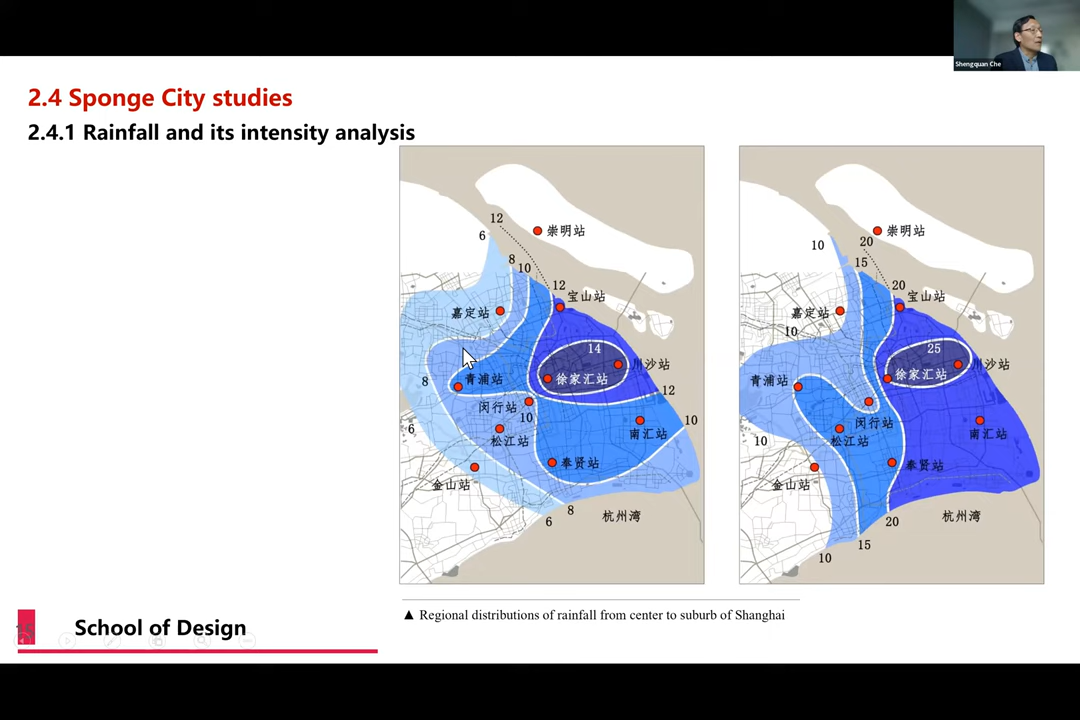 Shengquan Che
2.4 Sponge City studies
2.4.1 Rainfall and its intensity analysis
12
崇明站
6
8
10
12
宝山站
嘉定站
14
川沙站
徐家汇站
8
青浦站
12
闵行站
10
10
南汇站
6
松江站
奉贤站
金山站
8
6
杭州湾
崇明站
10
20
15
20
宝山站
嘉定站
10
25
川沙站
徐家汇站
青浦站
闵行站
南汇站
10
松江站
奉贤站
金山站
杭州湾
20
15
10
▲ Regional distributions of rainfall from center to suburb of Shanghai
School of Design